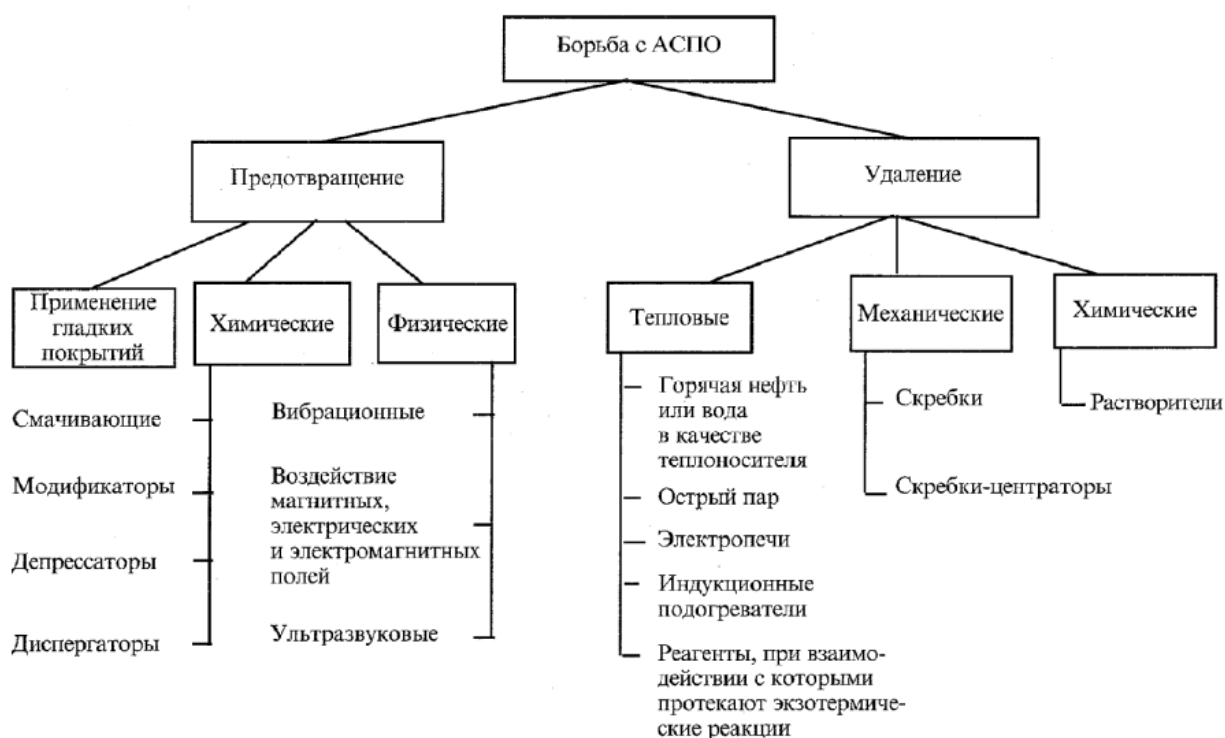 Борьба с АСПО
Предотвращение
Удаление
Применение
гладких
покрытий
Химические
Физические
Тепловые
Механические
Химические
Смачивающие
Модификаторы
Депрессаторы
Диспергаторы
Вибрационные
Воздействие
магнитных,
электрических
и электромагнитных
полей
Ультразвуковые
Горячая нефть
или вода
в качестве
теплоносителя
Острый пар
Электропечи
Индукционные
подогреватели
Реагенты, при взаимо-
действии с которыми
протекают экзотермиче-
ские реакции
Скребки
Скребки-центраторы
Растворители